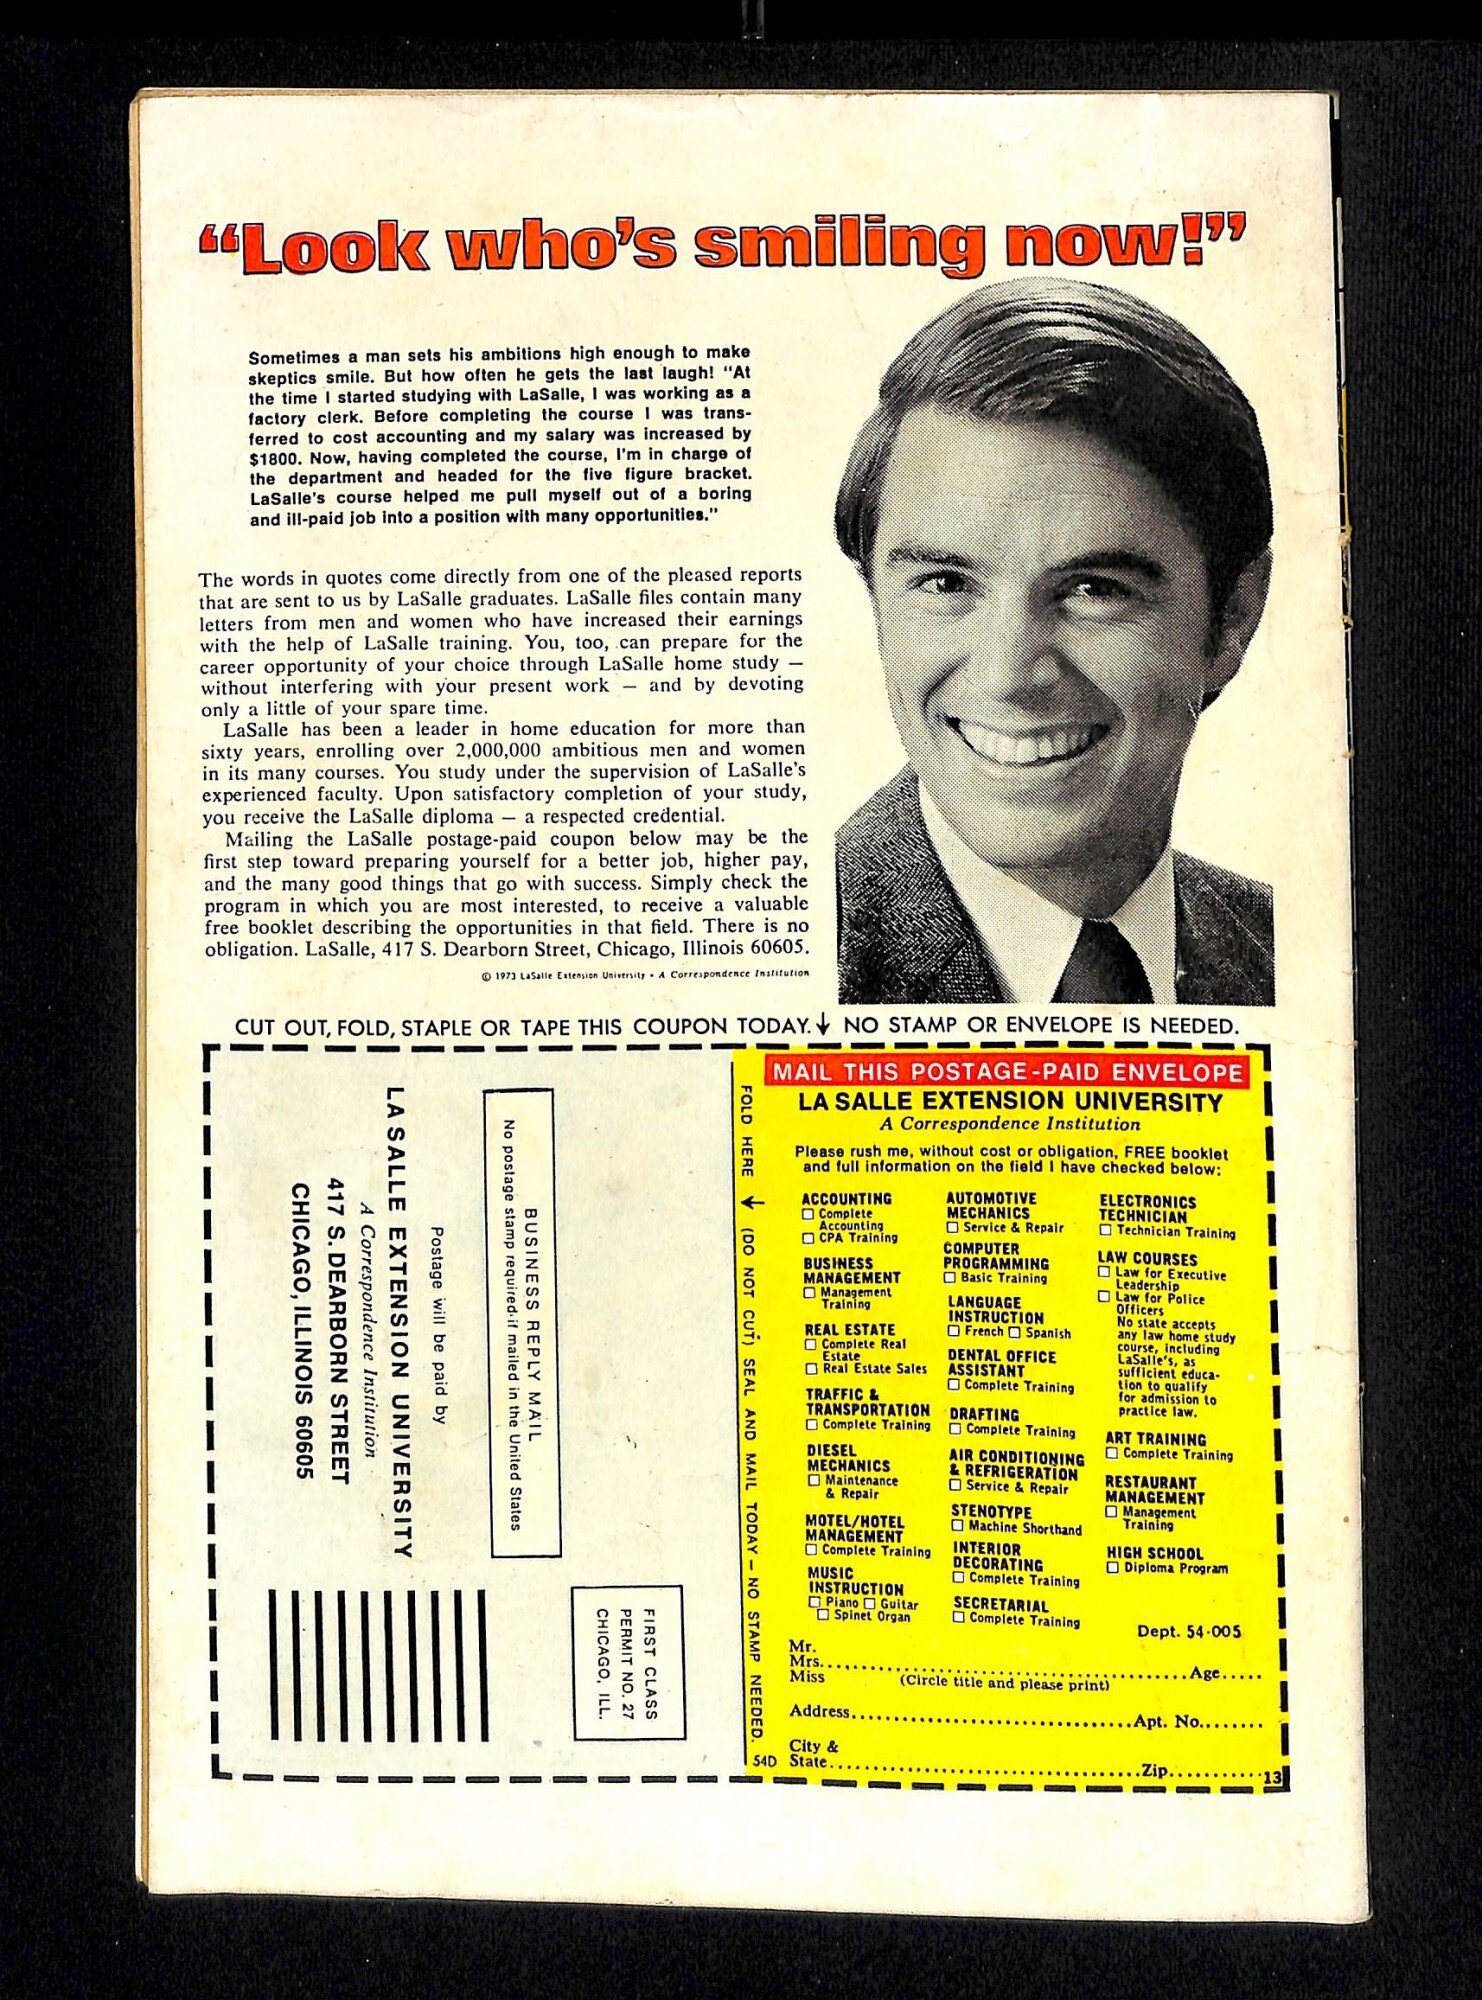 “Look who's smiling now!”
Sometimes a man sets his ambitions high enough to make
skeptics smile. But how often he gets the last laugh! “At
the time I started studying with LaSalle, I was working as a
factory clerk. Before completing the course I was trans-
ferred to cost accounting and my salary was increased by
$1800. Now, having completed the course, I'm in charge of
the department and headed for the five figure bracket.
LaSalle's course helped me pull myself out of a boring
and ill-paid job into a position with many opportunities.”
The words in quotes come directly from one of the pleased reports
that are sent to us by LaSalle graduates. LaSalle files contain many
letters from men and women who have increased their earnings
with the help of LaSalle training. You, too, can prepare for the
career opportunity of your choice through LaSalle home study —
without interfering with your present work — and by devoting
only a little of your spare time.
LaSalle has been a leader in home education for more than
sixty years, enrolling over 2,000,000 ambitious men and women
in its many courses. You study under the supervision of LaSalle's
experienced faculty. Upon satisfactory completion of your study,
you receive the LaSalle diploma — a respected credential.
Mailing the LaSalle postage-paid coupon below may be the
first step toward preparing yourself for a better job, higher pay,
and the many good things that go with success. Simply check the
program in which you are most interested, to receive a valuable
free booklet describing the opportunities in that field. There is no
obligation. LaSalle, 417 S. Dearborn Street, Chicago, Illinois 60605.
© 1973 LaSalle Extension University • A Correspondence Institution
CUT OUT, FOLD, STAPLE OR TAPE THIS COUPON TODAY. ↓ NO STAMP OR ENVELOPE IS NEEDED.
FIRST CLASS
PERMIT NO. 27
CHICAGO, ILL.
BUSINESS REPLY MAIL
No postage stamp required if mailed in the United States
Postage will be paid by
LA SALLE EXTENSION UNIVERSITY
A Correspondence Institution
417 S. DEARBORN STREET
CHICAGO, ILLINOIS 60605
FOLD HERE ↓ (DO NOT CUT) SEAL AND MAIL TODAY — NO STAMP NEEDED.
MAIL THIS POSTAGE-PAID ENVELOPE
LA SALLE EXTENSION UNIVERSITY
A Correspondence Institution
Please rush me, without cost or obligation, FREE booklet
and full information on the field I have checked below:
ACCOUNTING
☐ Complete
Accounting
☐ CPA Training
BUSINESS
MANAGEMENT
☐ Management
Training
REAL ESTATE
☐ Complete Real
Estate
☐ Real Estate Sales
TRAFFIC &
TRANSPORTATION
☐ Complete Training
DIESEL
MECHANICS
☐ Maintenance
& Repair
MOTEL/HOTEL
MANAGEMENT
☐ Complete Training
MUSIC
INSTRUCTION
☐ Piano ☐ Guitar
☐ Spinet Organ
AUTOMOTIVE
MECHANICS
☐ Service & Repair
COMPUTER
PROGRAMMING
☐ Basic Training
LANGUAGE
INSTRUCTION
☐ French ☐ Spanish
DENTAL OFFICE
ASSISTANT
☐ Complete Training
DRAFTING
☐ Complete Training
AIR CONDITIONING
& REFRIGERATION
☐ Service & Repair
STENOTYPE
☐ Machine Shorthand
INTERIOR
DECORATING
☐ Complete Training
SECRETARIAL
☐ Complete Training
ELECTRONICS
TECHNICIAN
☐ Technician Training
LAW COURSES
☐ Law for Executive
Leadership
☐ Law for Police
Officers
No state accepts
any law home study
course, including
LaSalle's, as
sufficient educa-
tion to qualify
for admission to
practice law.
ART TRAINING
☐ Complete Training
RESTAURANT
MANAGEMENT
☐ Management
Training
HIGH SCHOOL
☐ Diploma Program
Dept. 54-005
Mr.
Mrs. Age
Miss (Circle title and please print)
Address Apt. No.
City &
State Zip
54D
13